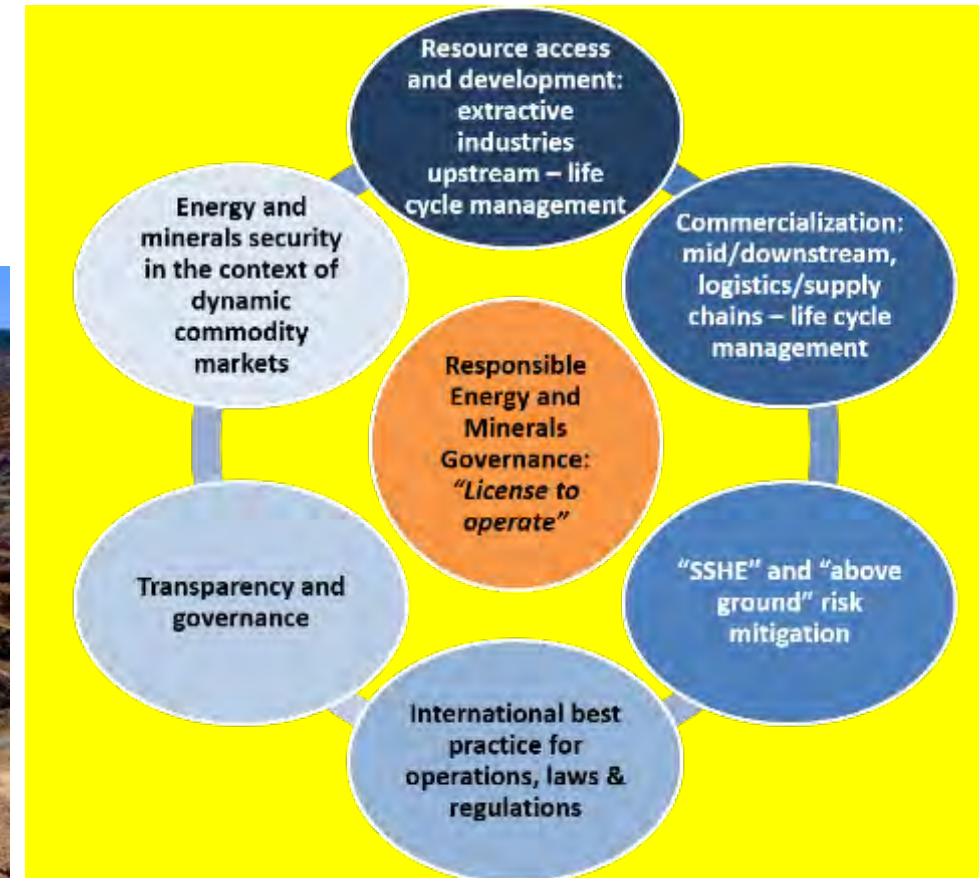 Resource access
and development:
extractive
industries
upstream – life
cycle management
Commercialization:
mid/downstream,
logistics/supply
chains – life cycle
management
“SSHE” and “above
ground” risk
mitigation
International best
practice for
operations, laws &
regulations
Transparency and
governance
Energy and
minerals security
in the context of
dynamic
commodity
markets
Responsible
Energy and
Minerals
Governance:
“License to
operate”